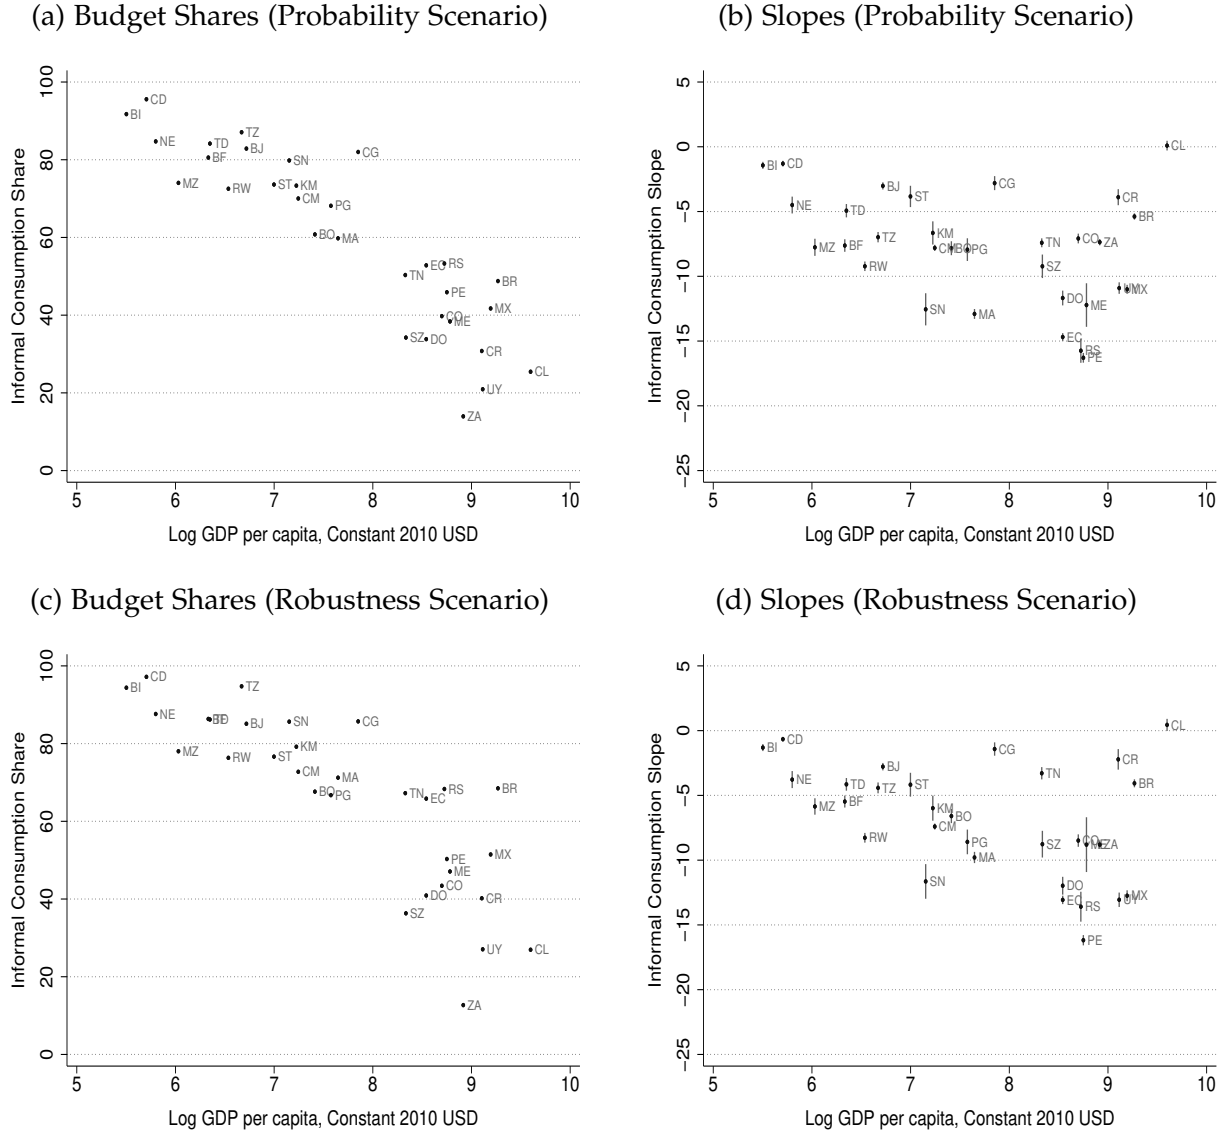 (a) Budget Shares (Probability Scenario)
Informal Consumption Share
100
80
60
40
20
0
CD
BI
TZ
NE
TD
BJ
BF
SN
CG
MZ
RW
ST
KM
CM
PG
BO
MA
EC
RS
TN
BR
PE
MX
CO
ME
SZ
DO
CR
CL
UY
ZA
5 6 7 8 9 10
Log GDP per capita, Constant 2010 USD
(b) Slopes (Probability Scenario)
Informal Consumption Slope
5
0
−5
−10
−15
−20
−25
CL
BI
CD
CG
BJ
ST
CR
NE
TD
BR
KM
TZ
CO
ZA
TN
MZ
BF
CM
BO
PG
RW
SZ
UY
MX
DO
ME
SN
MA
EC
RS
PE
5 6 7 8 9 10
Log GDP per capita, Constant 2010 USD
(c) Budget Shares (Robustness Scenario)
Informal Consumption Share
100
80
60
40
20
0
CD
BI
TZ
NE
BF
TD
BJ
SN
CG
MZ
RW
ST
KM
CM
MA
BO
PG
TN
EC
RS
BR
PE
MX
ME
CO
DO
CR
SZ
UY
CL
ZA
5 6 7 8 9 10
Log GDP per capita, Constant 2010 USD
(d) Slopes (Robustness Scenario)
Informal Consumption Slope
5
0
−5
−10
−15
−20
−25
CL
CD
BI
CG
CR
BJ
TN
NE
TD
TZ
ST
BR
BF
MZ
KM
BO
CM
RW
PG
MA
SZ
CO
ME
ZA
SN
DO
EC
RS
MX
UY
PE
5 6 7 8 9 10
Log GDP per capita, Constant 2010 USD